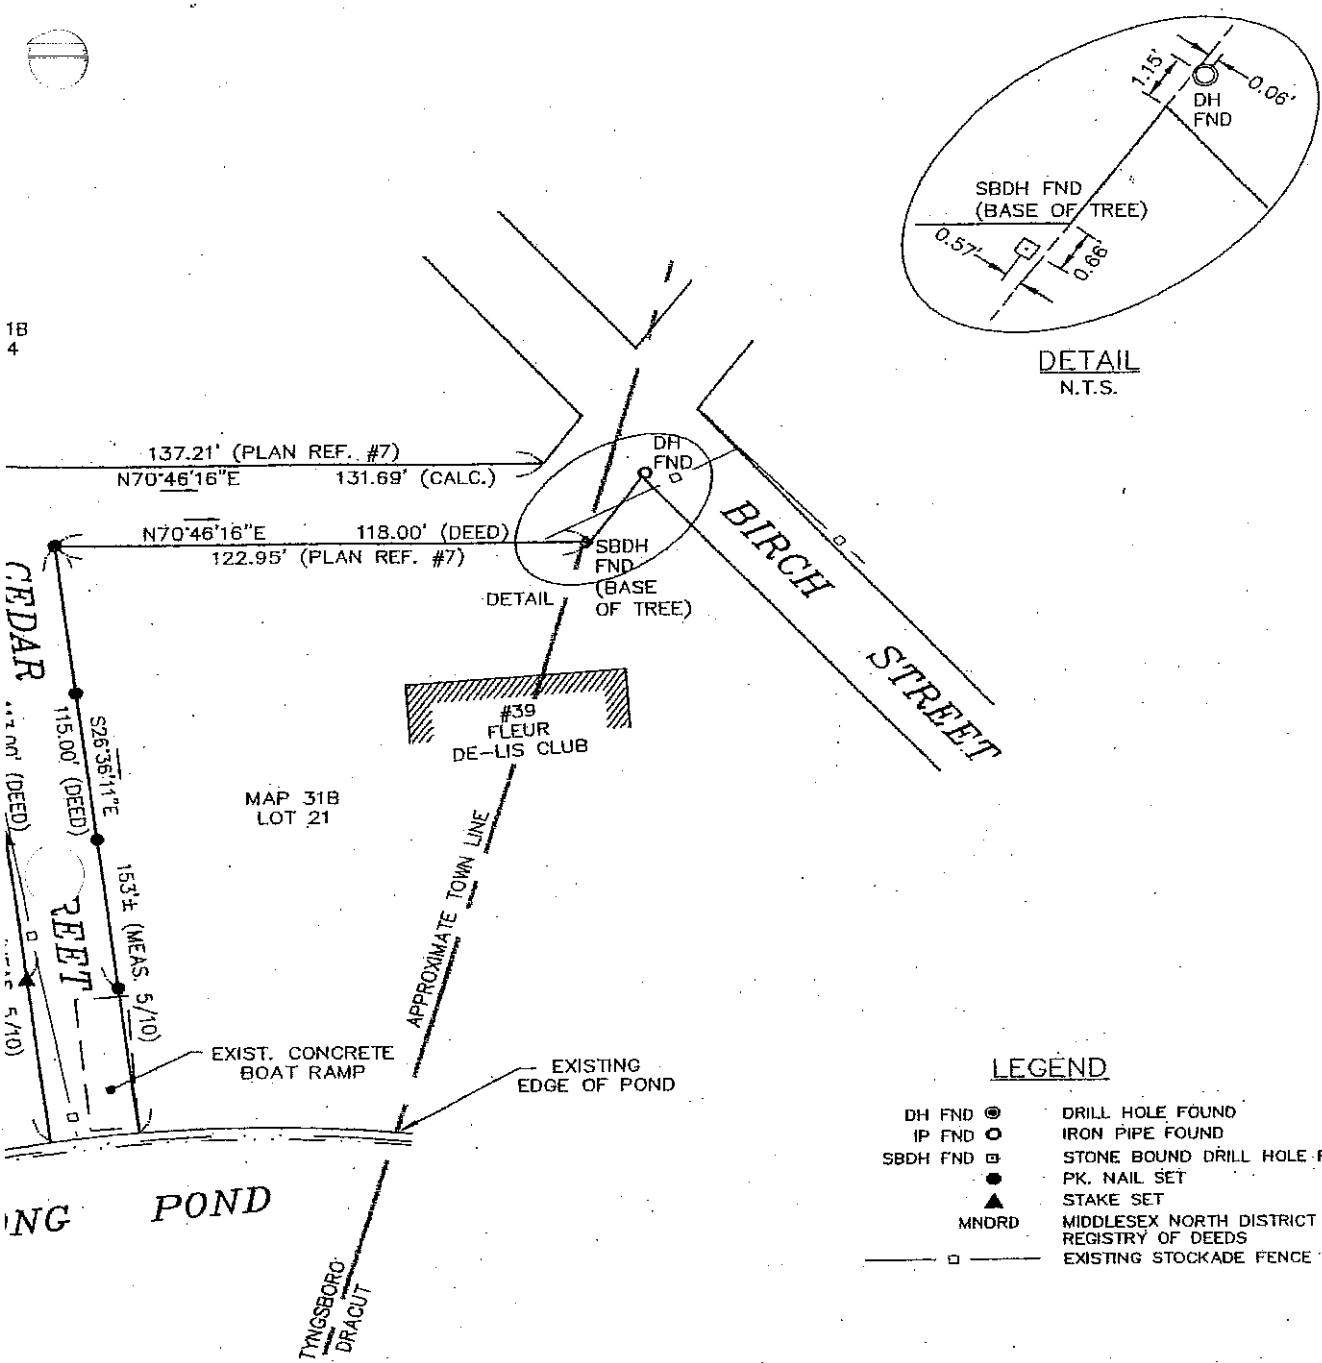 1.15'
0.06'
DH
FND
SBDH FND
(BASE OF TREE)
0.57'
0.66'
DETAIL
N.T.S.
1B
4
137.21' (PLAN REF. #7)
N70°46'16"E 131.69' (CALC.)
DH
FND
N70°46'16"E 118.00' (DEED)
122.95' (PLAN REF. #7)
SBDH
FND
(BASE
OF TREE)
DETAIL
BIRCH STREET
CEDAR
REET
S26°36'11"E
115.00' (DEED)
153'± (MEAS. 5/10)
(DEED)
5/10)
#39
FLEUR
DE-LIS CLUB
MAP 31B
LOT 21
APPROXIMATE TOWN LINE
EXIST. CONCRETE
BOAT RAMP
EXISTING
EDGE OF POND
NG POND
TYNGSBORO
DRACUT
LEGEND
DH FND DRILL HOLE FOUND
IP FND IRON PIPE FOUND
SBDH FND STONE BOUND DRILL HOLE F
PK. NAIL SET
STAKE SET
MNDRD MIDDLESEX NORTH DISTRICT
REGISTRY OF DEEDS
EXISTING STOCKADE FENCE